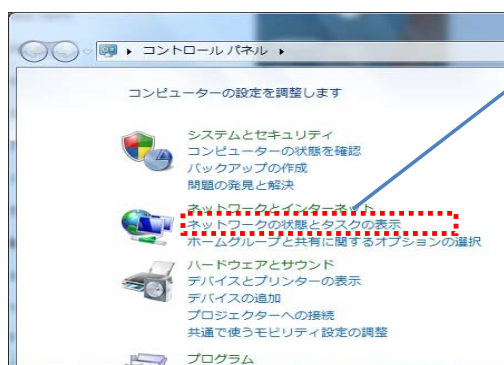 コントロール パネル
コンピューターの設定を調整します
システムとセキュリティ
コンピューターの状態を確認
バックアップの作成
問題の発見と解決
ネットワークとインターネット
ネットワークの状態とタスクの表示
ホームグループと共有に関するオプションの選択
ハードウェアとサウンド
デバイスとプリンターの表示
デバイスの追加
プロジェクターへの接続
共通で使うモビリティ設定の調整
プログラム